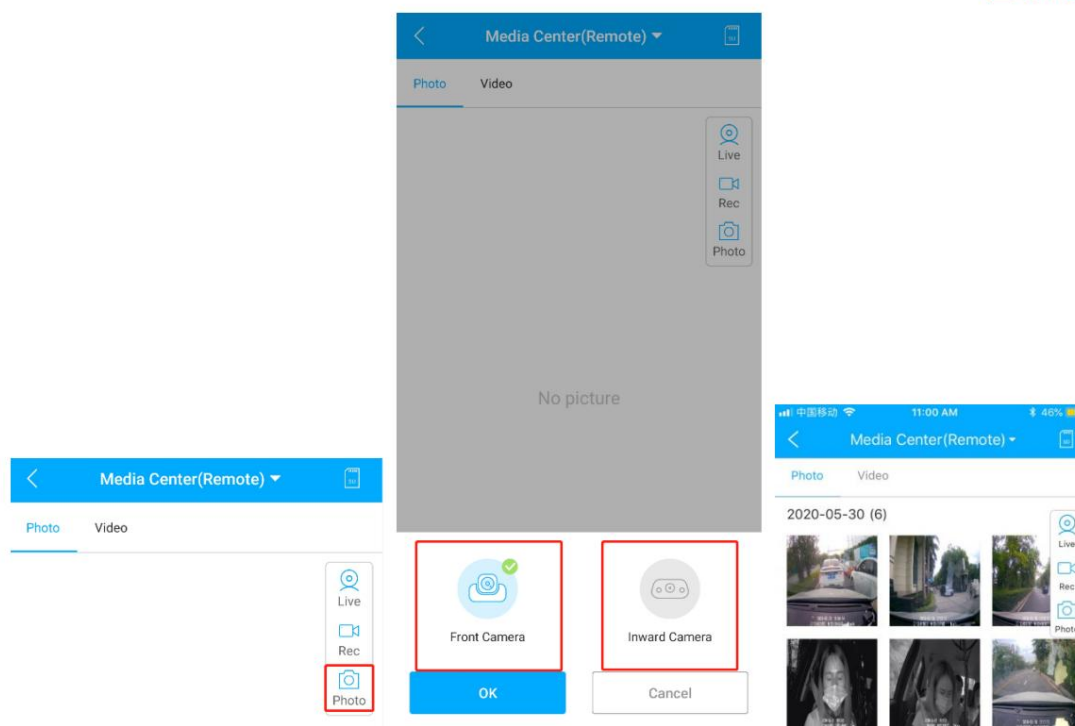 Media Center(Remote)
SD
Photo Video
Live
Rec
Photo
Media Center(Remote)
SD
Photo Video
Live
Rec
Photo
No picture
Front Camera Inward Camera
OK Cancel
中国移动 11:00 AM 46%
Media Center(Remote)
Photo Video
2020-05-30 (6)
Live
Rec
Photo